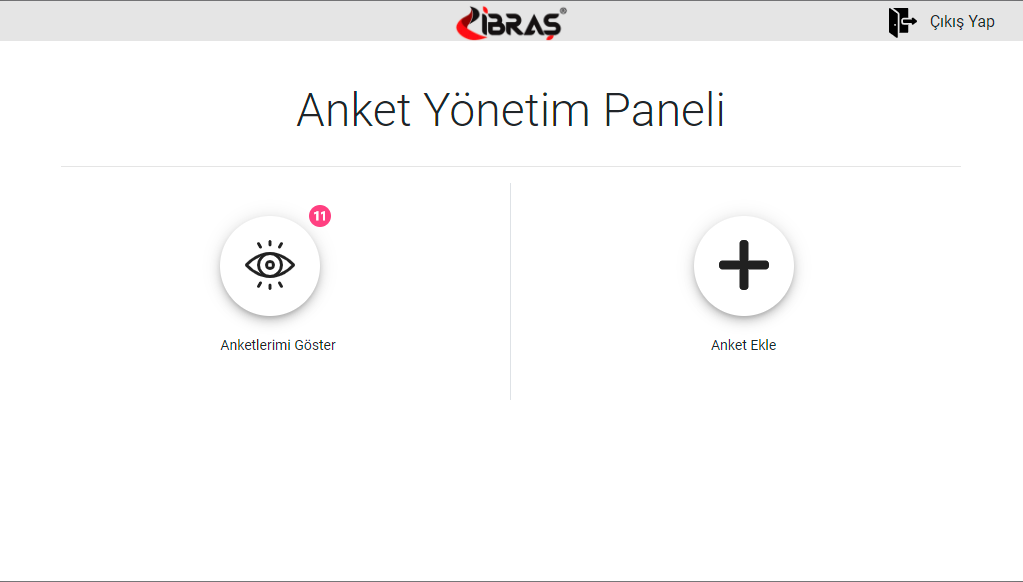 İBRAŞ®
Çıkış Yap
Anket Yönetim Paneli
11
Anketlerimi Göster
Anket Ekle